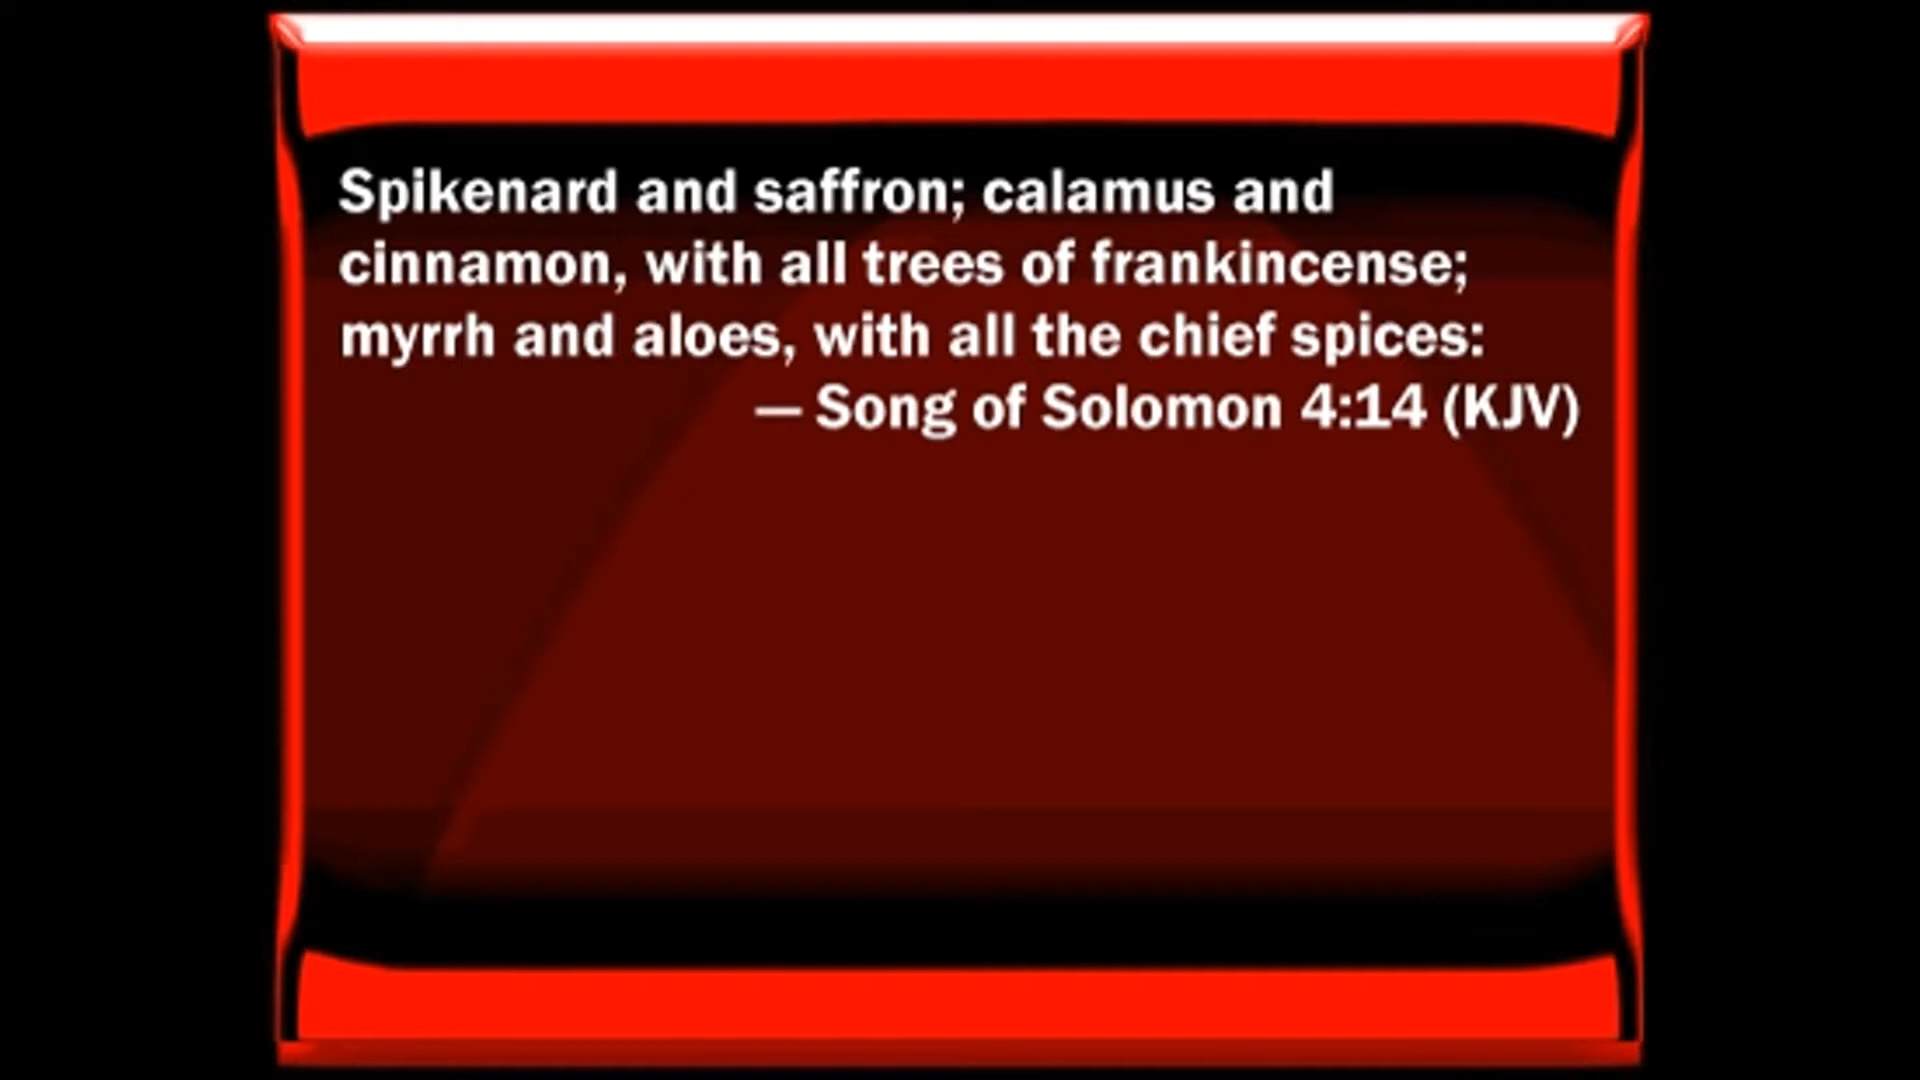 Spikenard and saffron; calamus and
cinnamon, with all trees of frankincense;
myrrh and aloes, with all the chief spices:
— Song of Solomon 4:14 (KJV)